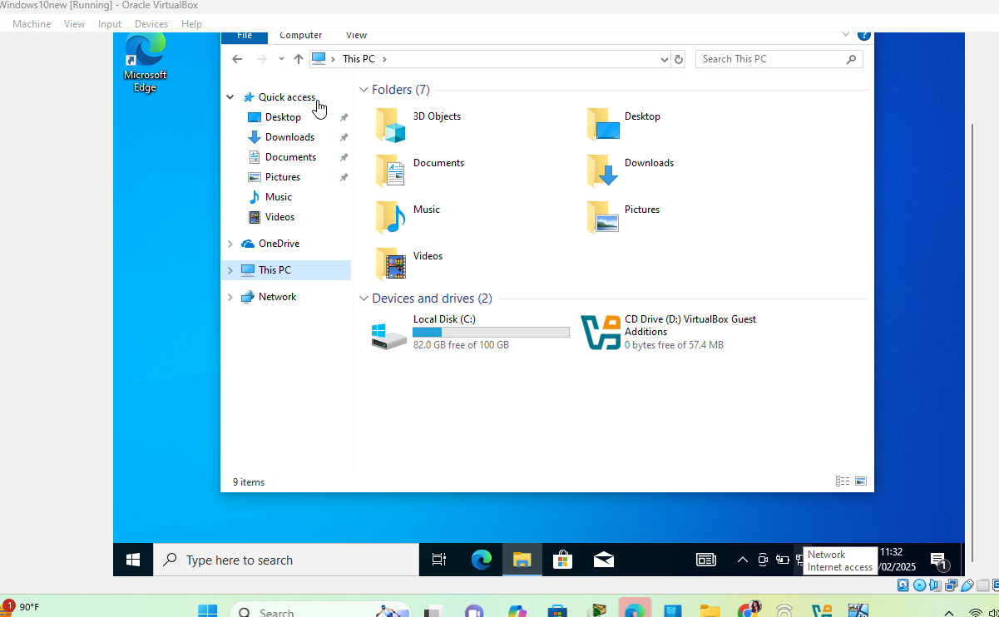 Windows10new [Running] - Oracle VirtualBox
Machine View Input Devices Help
File Computer View
?
This PC
Search This PC
Microsoft
Edge
Quick access
Desktop
Downloads
Documents
Pictures
Music
Videos
OneDrive
This PC
Network
Folders (7)
3D Objects
Desktop
Documents
Downloads
Music
Pictures
Videos
Devices and drives (2)
Local Disk (C:)
82.0 GB free of 100 GB
CD Drive (D:) VirtualBox Guest
Additions
0 bytes free of 57.4 MB
9 items
Type here to search
Network
Internet access
11:32
/02/2025
1
1
90°F
Search
x64